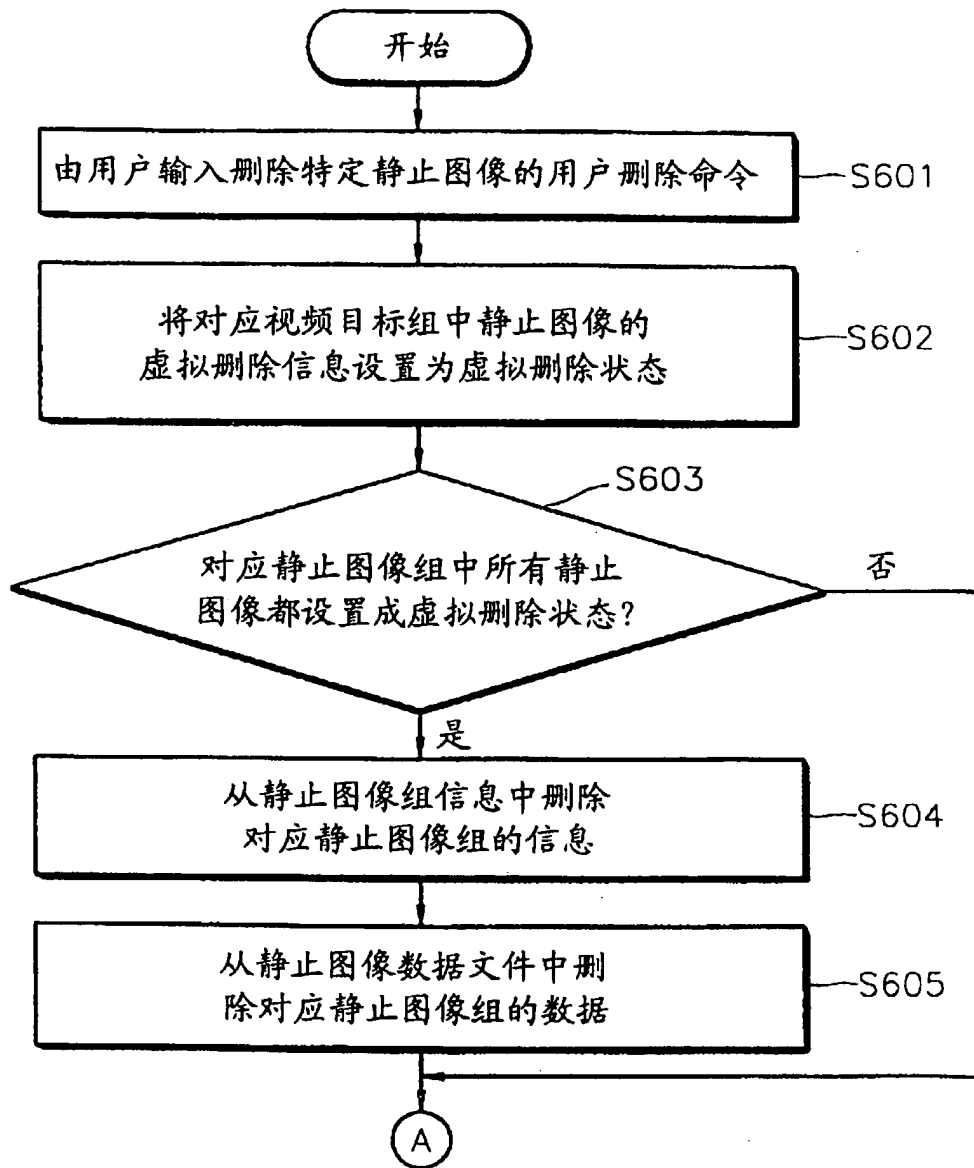 开始
由用户输入删除特定静止图像的用户删除命令
S601
将对应视频目标组中静止图像的
虚拟删除信息设置为虚拟删除状态
S602
S603
对应静止图像组中所有静止
图像都设置成虚拟删除状态?
否
是
从静止图像组信息中删除
对应静止图像组的信息
S604
从静止图像数据文件中删
除对应静止图像组的数据
S605
A